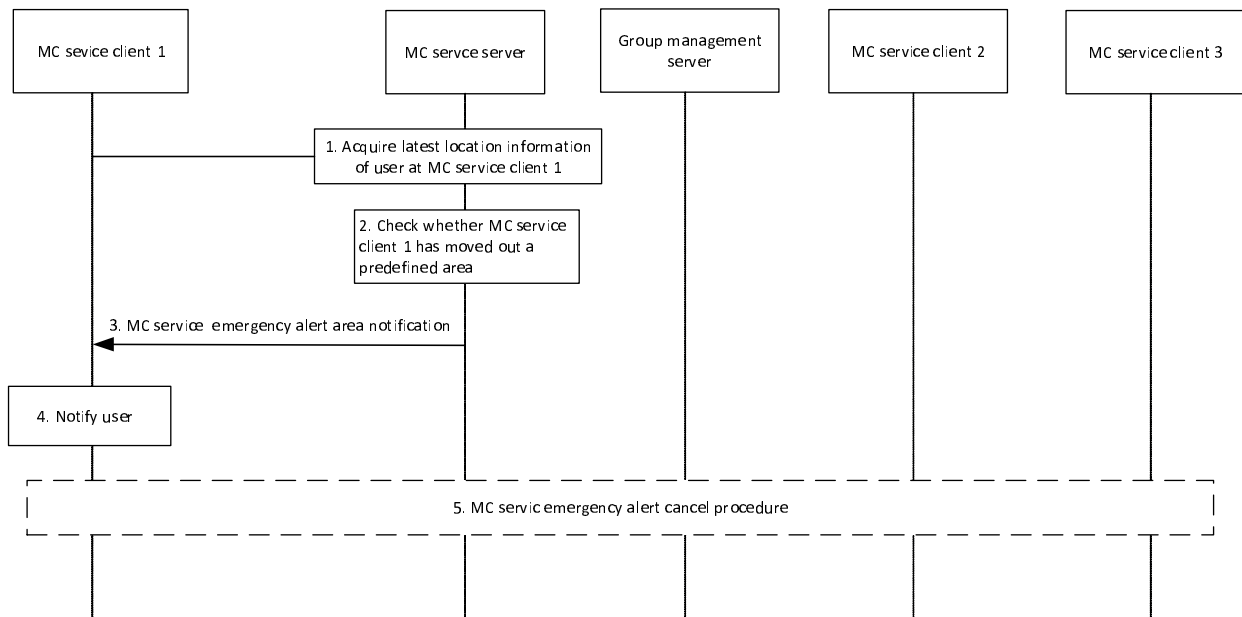 MC sevice client 1
MC servce server
Group management
server
MC service client 2
MC service client 3
1. Acquire latest location information
of user at MC service client 1
2. Check whether MC service
client 1 has moved out a
predefined area
3. MC service emergency alert area notification
4. Notify user
5. MC servic emergency alert cancel procedure